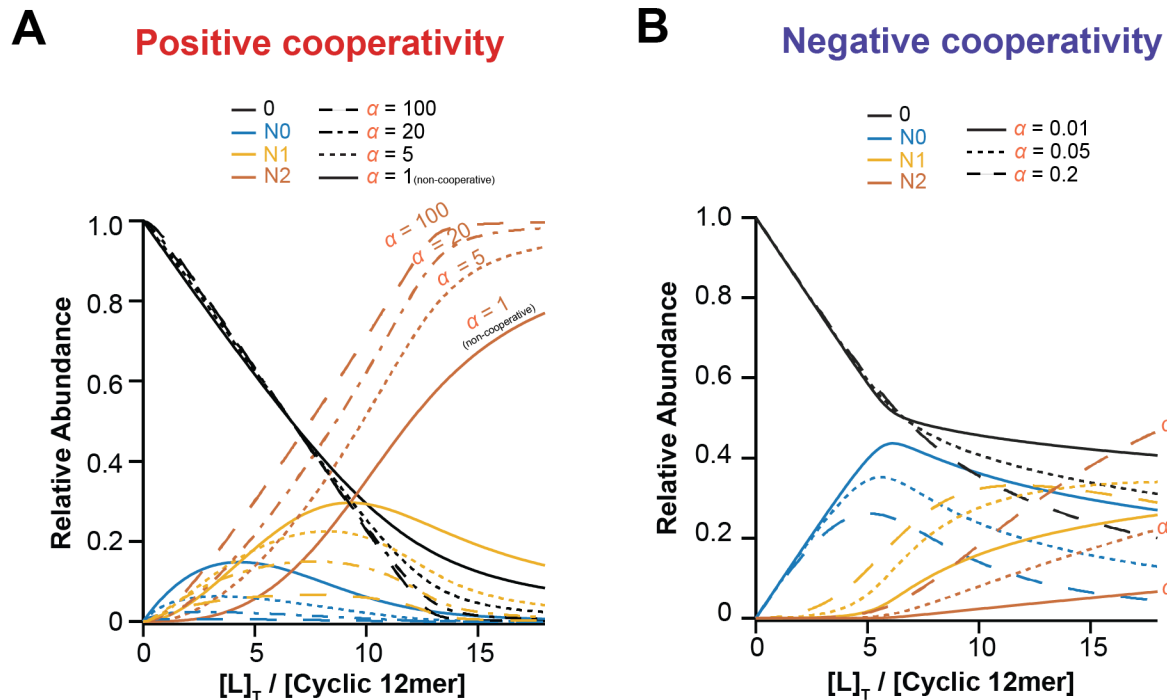 A
Positive cooperativity
0
N0
N1
N2
α = 100
α = 20
α = 5
α = 1 (non-cooperative)
α = 100
α = 20
α = 5
α = 1
(non-cooperative)
1.0
0.8
0.6
0.4
0.2
0
Relative Abundance
0 5 10 15
[L]T / [Cyclic 12mer]
B
Negative cooperativity
0
N0
N1
N2
α = 0.01
α = 0.05
α = 0.2
1.0
0.8
0.6
0.4
0.2
0
Relative Abundance
α
α
α
0 5 10 15
[L]T / [Cyclic 12mer]